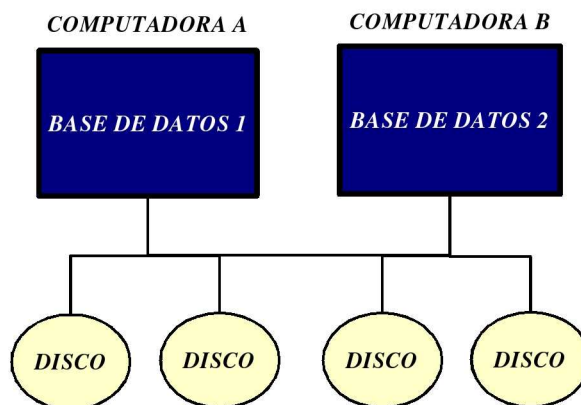 COMPUTADORA A
COMPUTADORA B
BASE DE DATOS 1
BASE DE DATOS 2
DISCO
DISCO
DISCO
DISCO